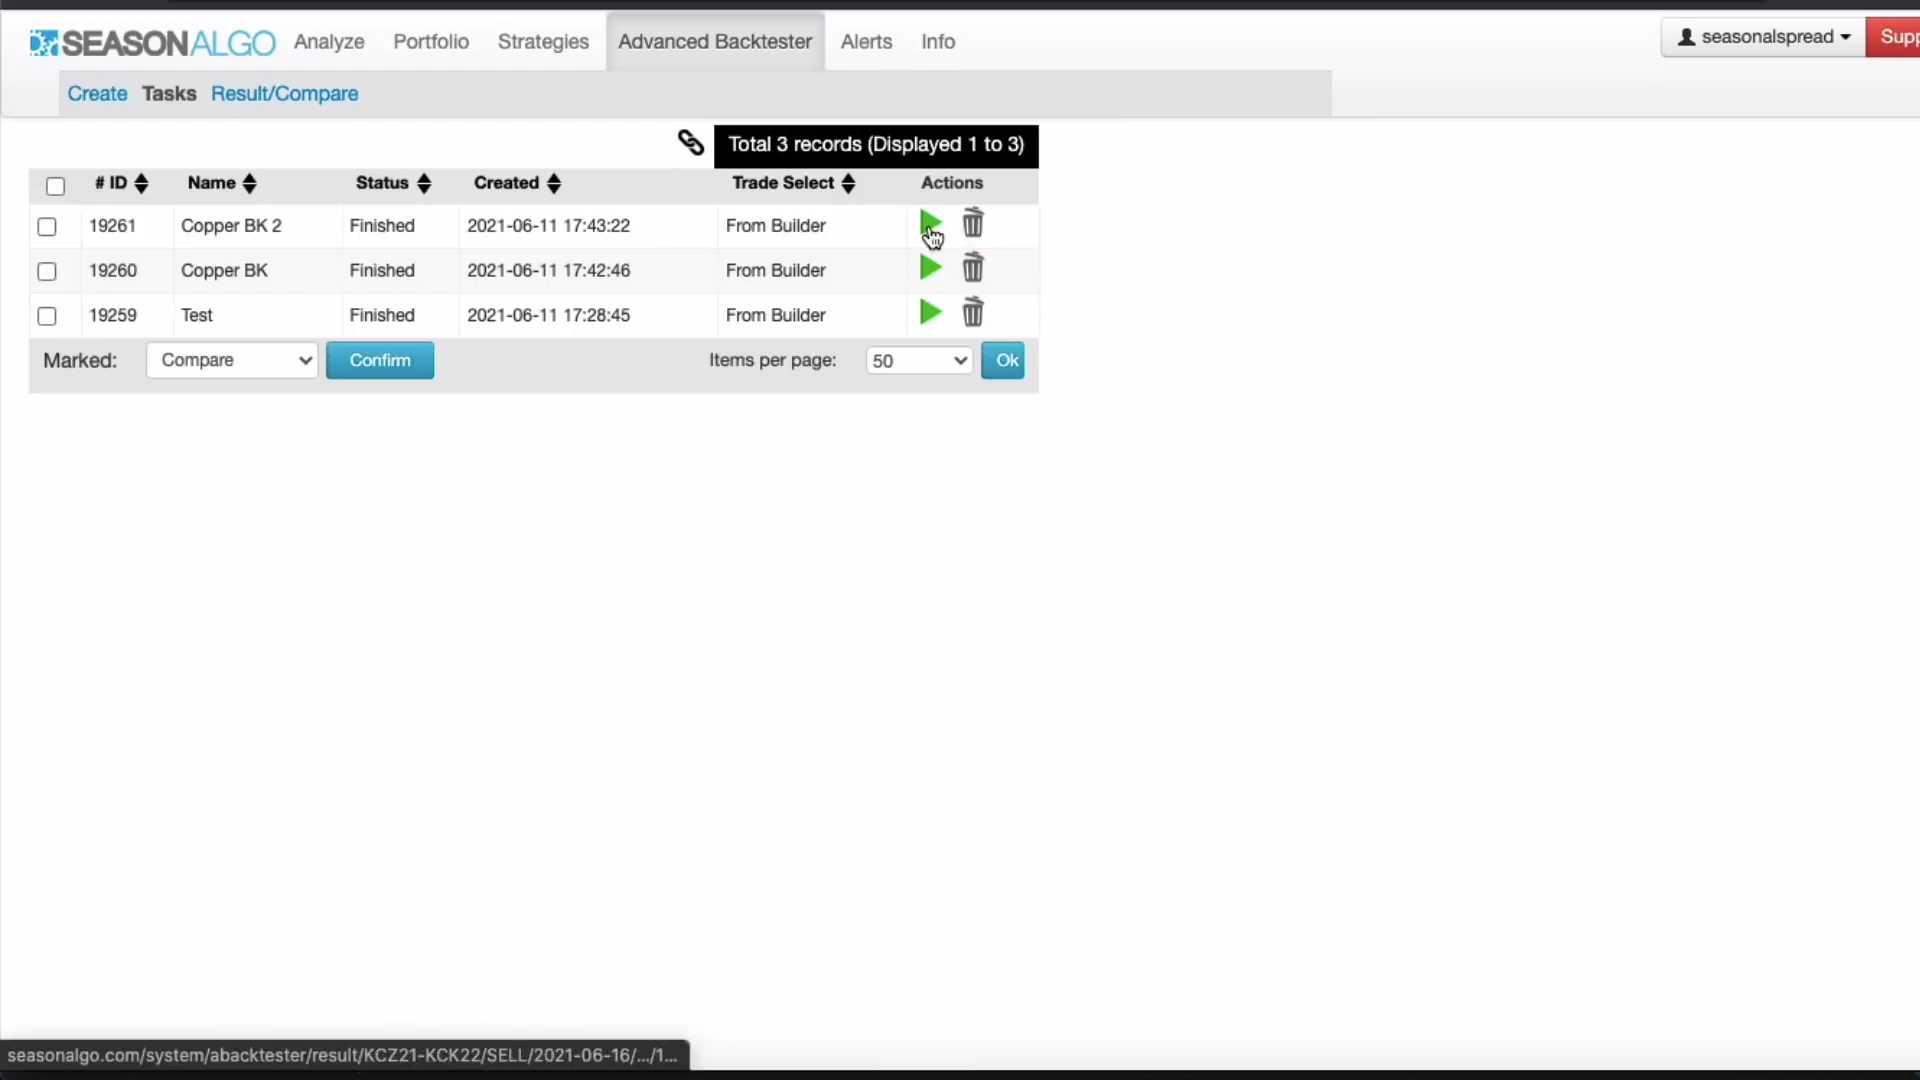 SEASONALGO Analyze Portfolio Strategies Advanced Backtester Alerts Info seasonalspread
Create Tasks Result/Compare
Total 3 records (Displayed 1 to 3)
# ID Name Status Created Trade Select Actions
19261 Copper BK 2 Finished 2021-06-11 17:43:22 From Builder
19260 Copper BK Finished 2021-06-11 17:42:46 From Builder
19259 Test Finished 2021-06-11 17:28:45 From Builder
Marked: Compare Confirm Items per page: 50 Ok
seasonalgo.com/system/abacktester/result/KCZ21-KCK22/SELL/2021-06-16/.../1...